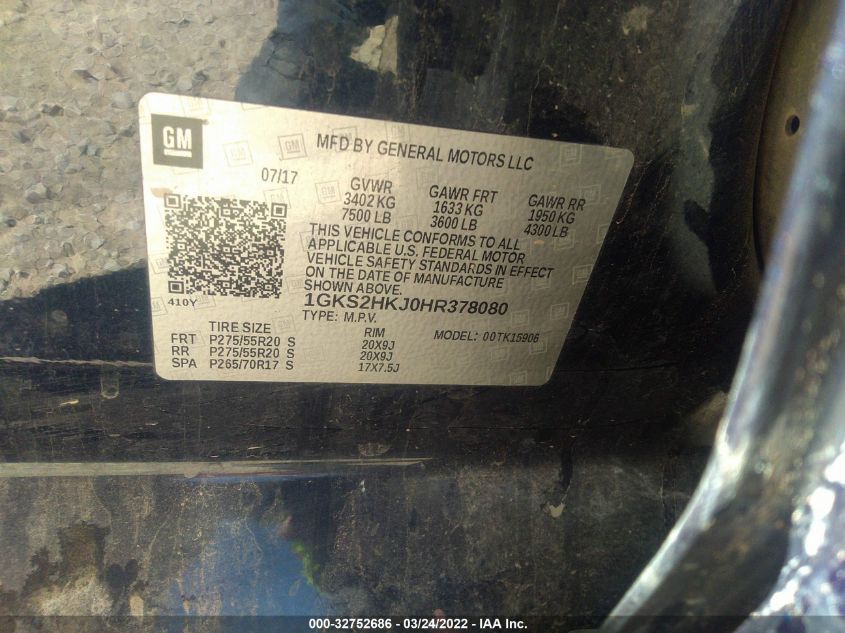 GM
MFD BY GENERAL MOTORS LLC
07/17
GVWR GAWR FRT GAWR RR
3402 KG 1633 KG 1950 KG
7500 LB 3600 LB 4300 LB
THIS VEHICLE CONFORMS TO ALL
APPLICABLE U.S. FEDERAL MOTOR
VEHICLE SAFETY STANDARDS IN EFFECT
ON THE DATE OF MANUFACTURE
SHOWN ABOVE.
410Y
1GKS2HKJ0HR378080
TYPE: M.P.V. MODEL: 00TK15906
TIRE SIZE RIM
FRT P275/55R20 S 20X9J
RR P275/55R20 S 20X9J
SPA P265/70R17 S 17X7.5J
000-32752686 - 03/24/2022 - IAA Inc.